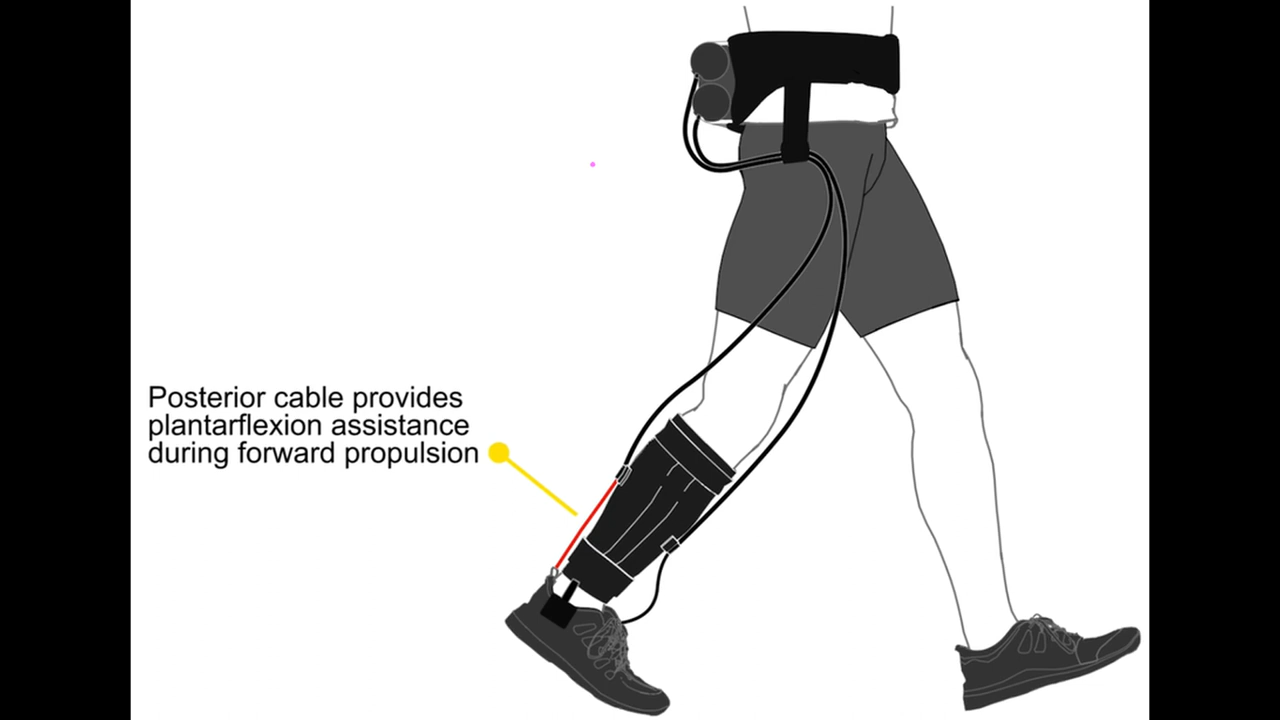 Posterior cable provides
plantarflexion assistance
during forward propulsion